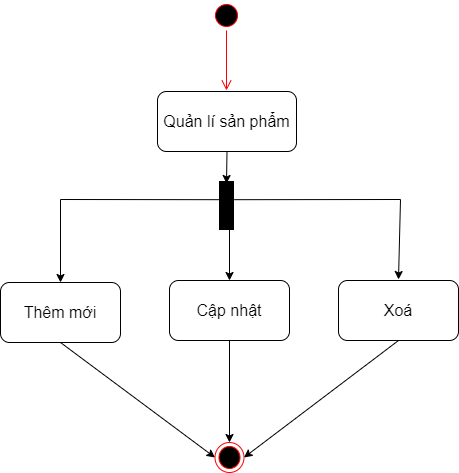 Quản lí sản phẩm
Thêm mới
Cập nhật
Xoá